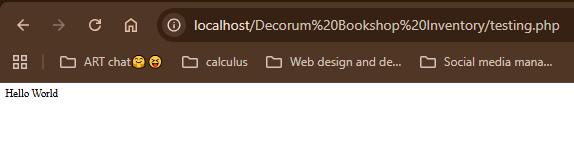 localhost/Decorum%20Bookshop%20Inventory/testing.php
ART chat🤗😝 calculus Web design and de... Social media mana...
Hello World